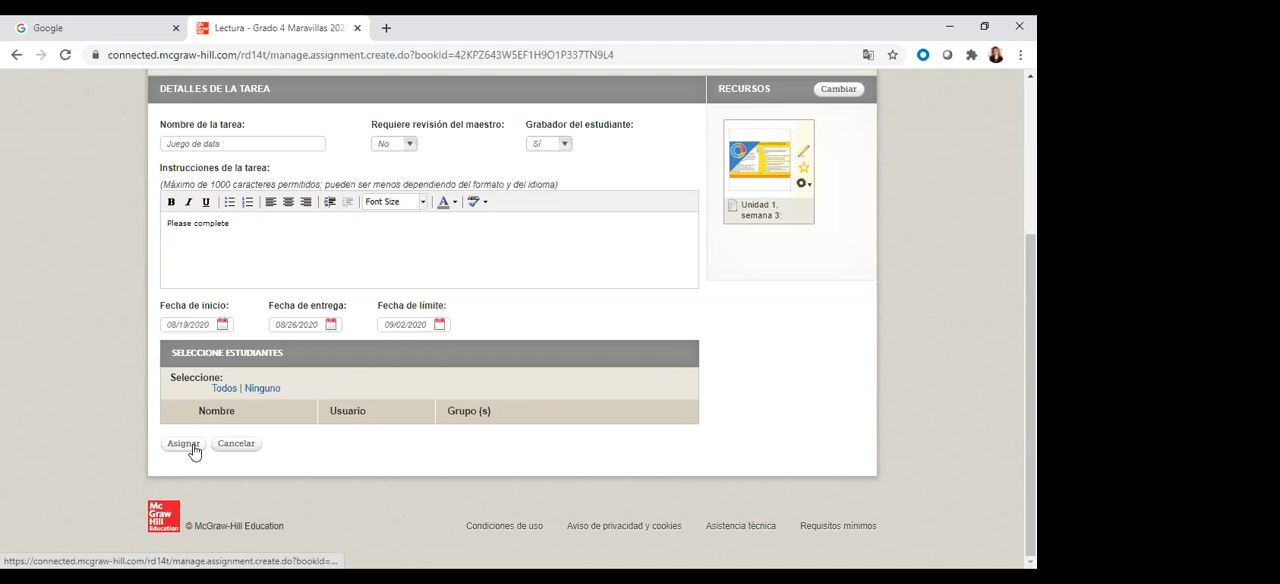 Google
Lectura - Grado 4 Maravillas 202
connected.mcgraw-hill.com/rd14t/manage.assignment.create.do?bookId=42KPZ643W5EF1H9O1P337TN9L4
DETALLES DE LA TAREA
RECURSOS
Cambiar
Nombre de la tarea:
Requiere revisión del maestro:
Grabador del estudiante:
Juego de data
No
Sí
Instrucciones de la tarea:
(Máximo de 1000 caracteres permitidos; pueden ser menos dependiendo del formato y del idioma)
B I U
Font Size
A
ABC
Please complete
Unidad 1,
semana 3:
Fecha de inicio:
Fecha de entrega:
Fecha de límite:
08/19/2020
08/26/2020
09/02/2020
SELECCIONE ESTUDIANTES
Seleccione:
Todos | Ninguno
Nombre
Usuario
Grupo (s)
Asignar
Cancelar
Mc
Graw
Hill
Education
© McGraw-Hill Education
Condiciones de uso
Aviso de privacidad y cookies
Asistencia técnica
Requisitos mínimos
https://connected.mcgraw-hill.com/rd14t/manage.assignment.create.do?bookId=...